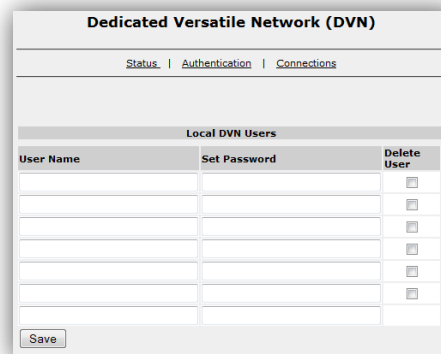 Dedicated Versatile Network (DVN)
Status | Authentication | Connections
Local DVN Users
User Name Set Password Delete User
Save